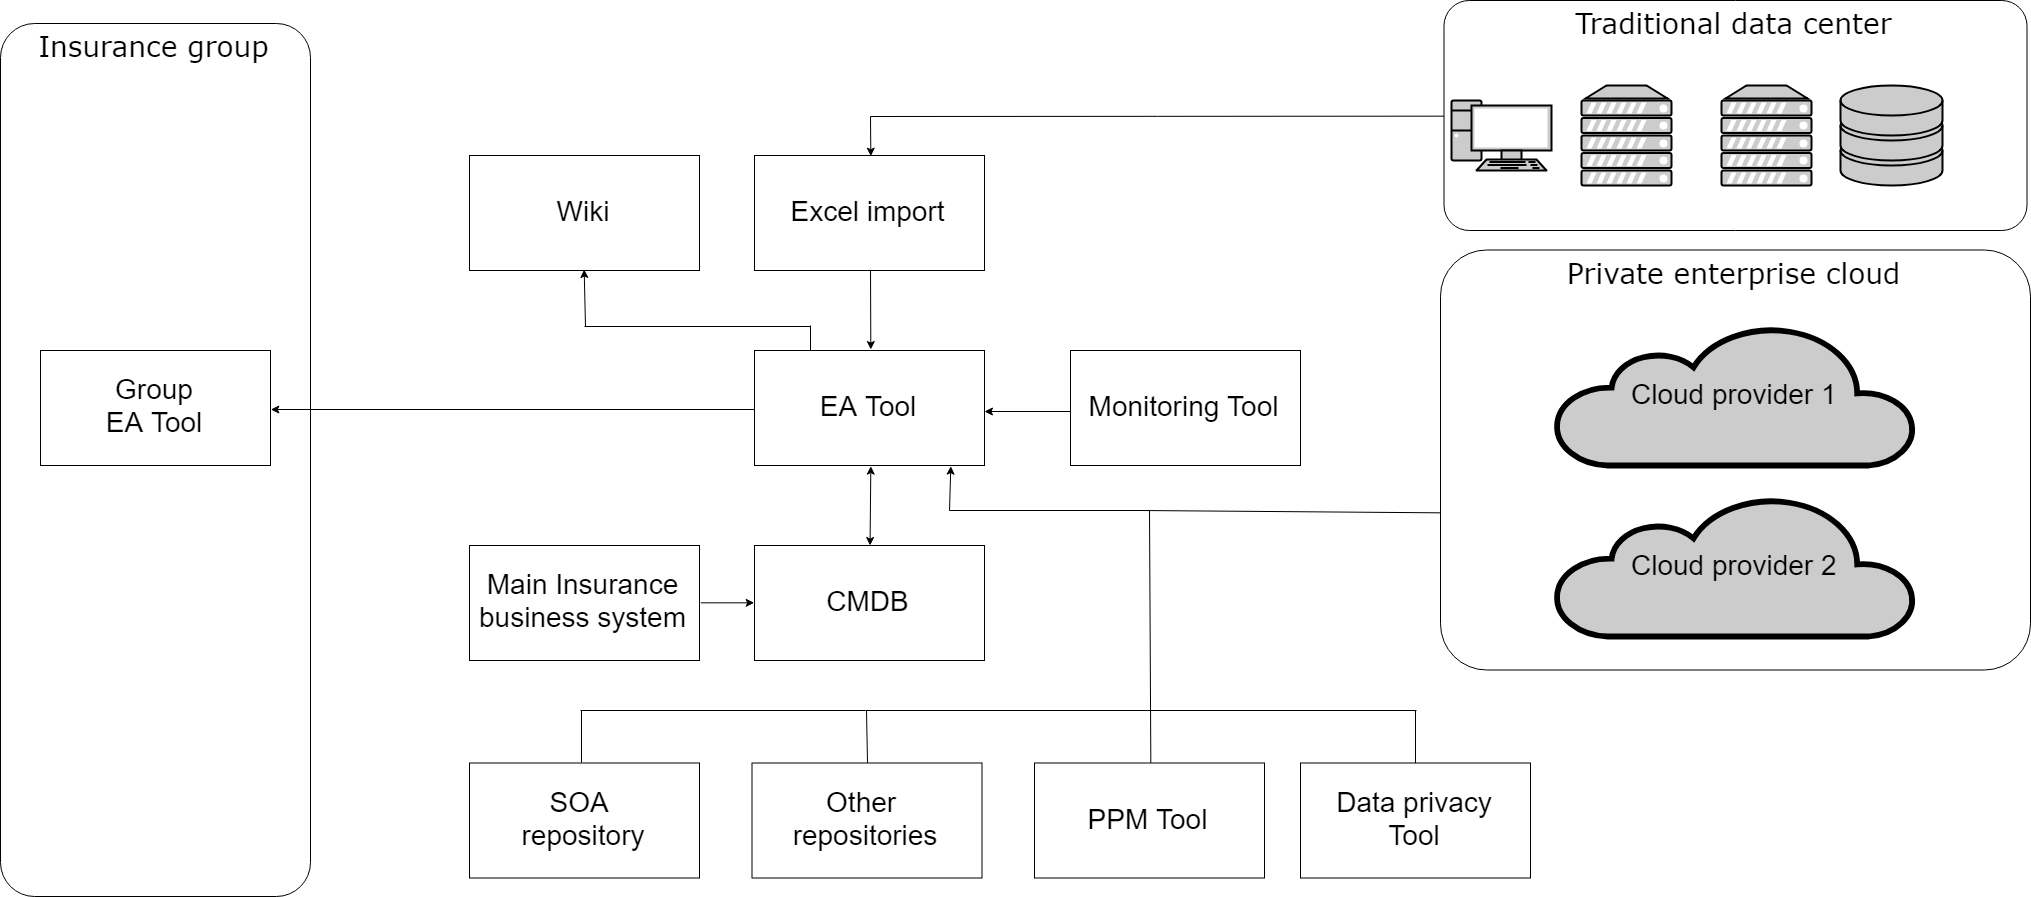 Insurance group
Traditional data center
Wiki
Excel import
Private enterprise cloud
Group
EA Tool
EA Tool
Monitoring Tool
Cloud provider 1
Cloud provider 2
Main Insurance
business system
CMDB
SOA
repository
Other
repositories
PPM Tool
Data privacy
Tool